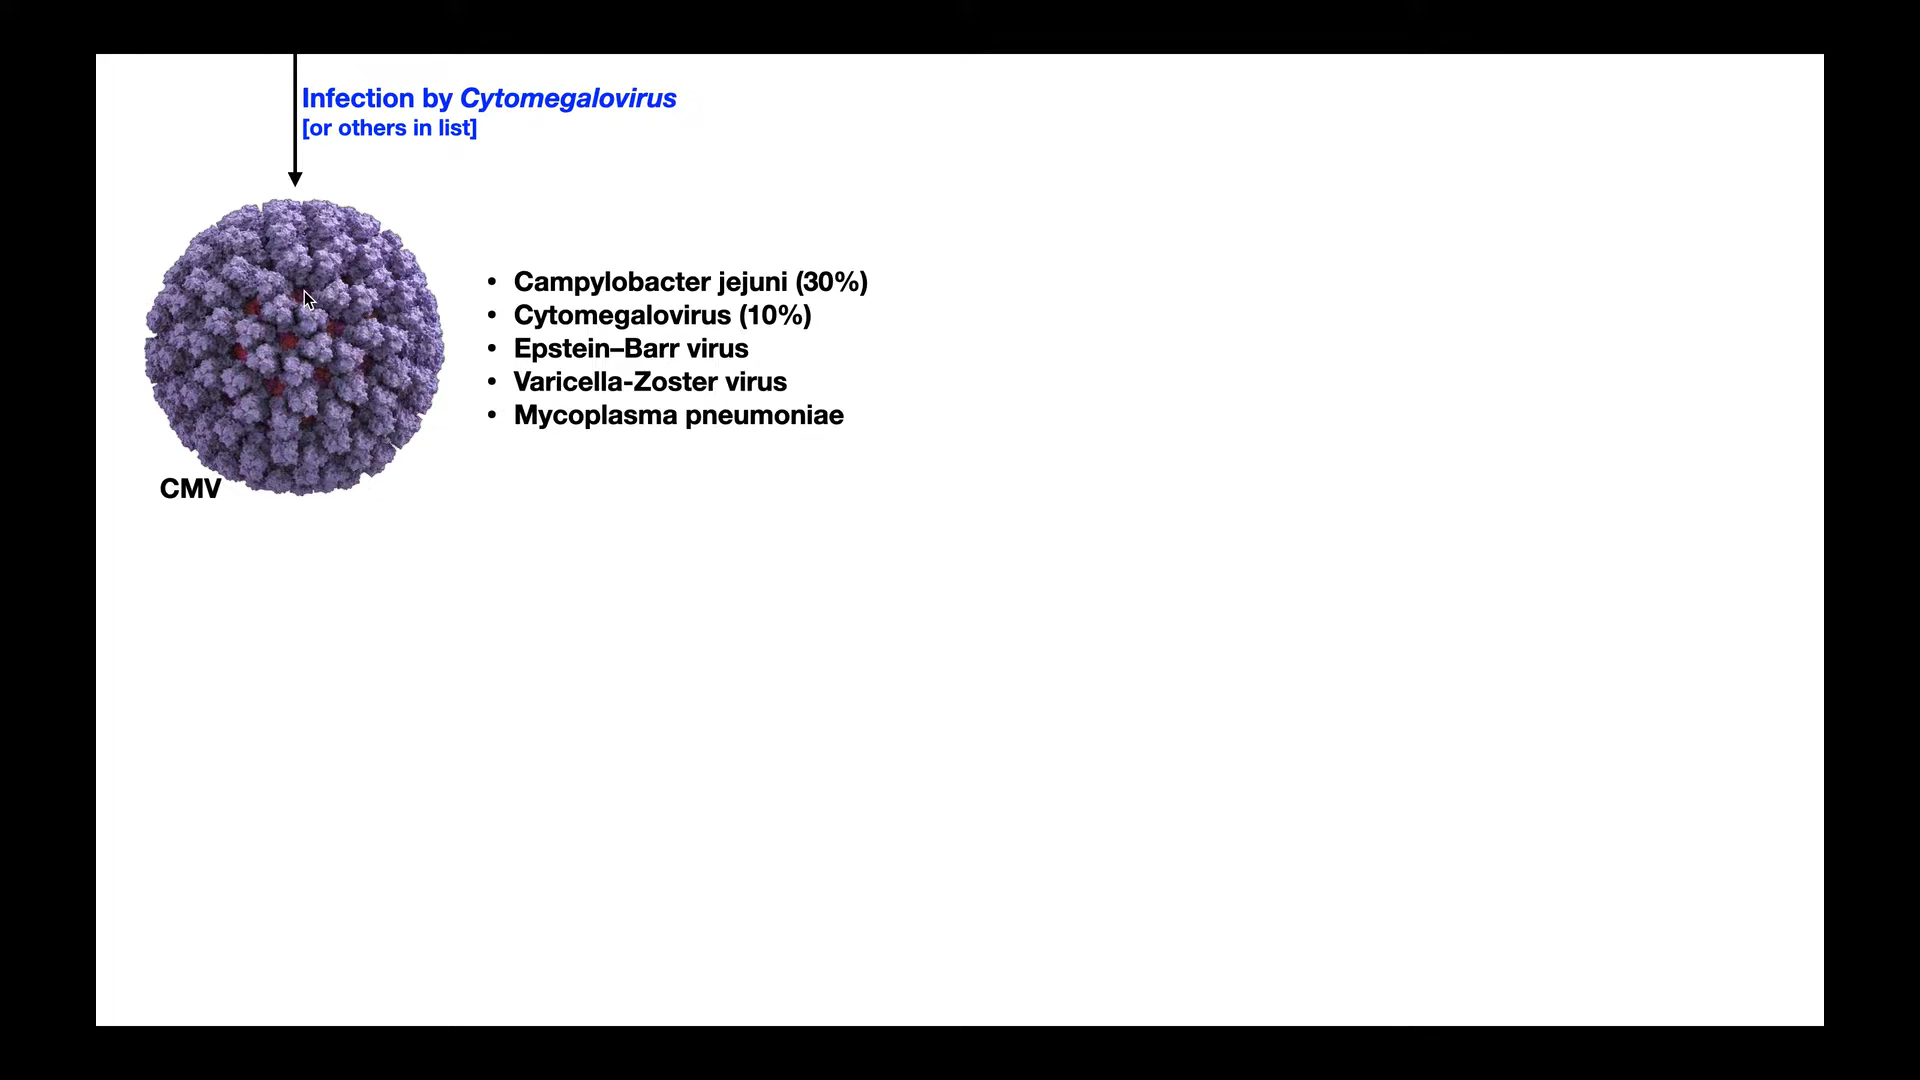 Infection by Cytomegalovirus
[or others in list]
• Campylobacter jejuni (30%)
• Cytomegalovirus (10%)
• Epstein–Barr virus
• Varicella-Zoster virus
• Mycoplasma pneumoniae
CMV